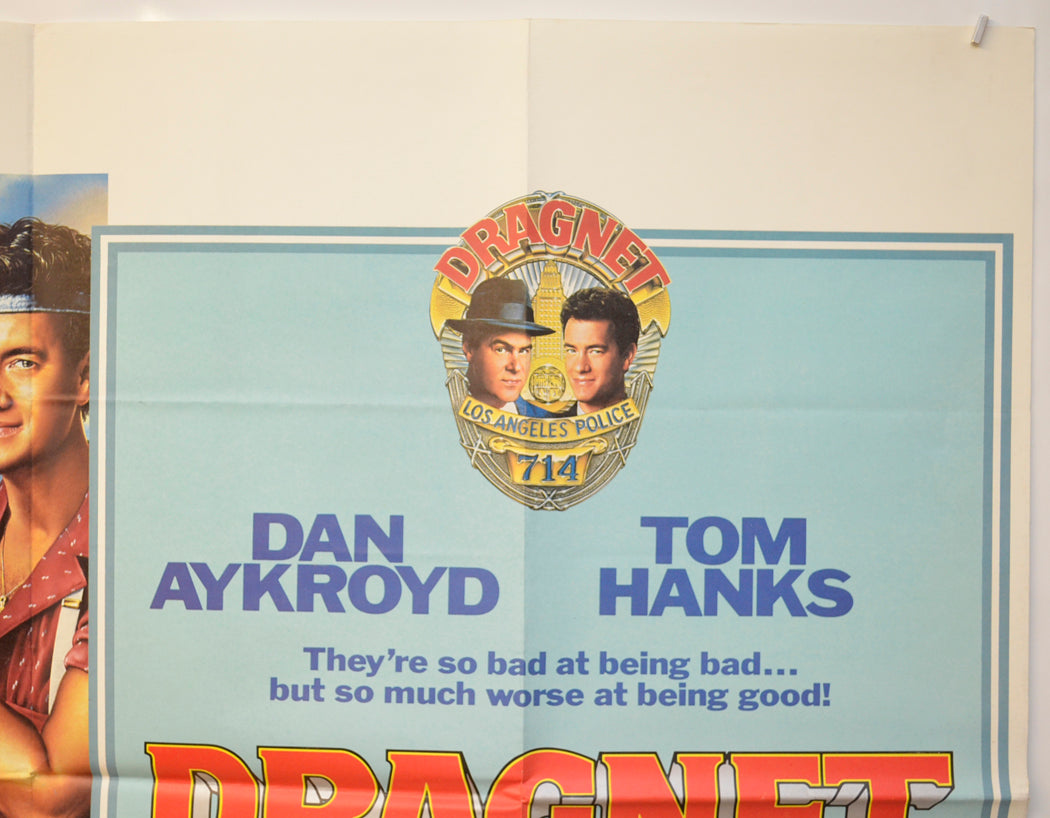 DRAGNET
LOS ANGELES POLICE
714
DAN
AYKROYD
TOM
HANKS
They're so bad at being bad...
but so much worse at being good!
DRAGNET